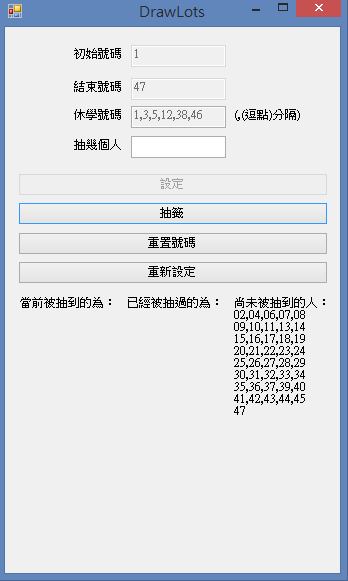 DrawLots
初始號碼 1
結束號碼 47
休學號碼 1,3,5,12,38,46 (,(逗點)分隔)
抽幾個人
設定
抽籤
重置號碼
重新設定
當前被抽到的為： 已經被抽過的為： 尚未被抽到的人：
02,04,06,07,08
09,10,11,13,14
15,16,17,18,19
20,21,22,23,24
25,26,27,28,29
30,31,32,33,34
35,36,37,39,40
41,42,43,44,45
47